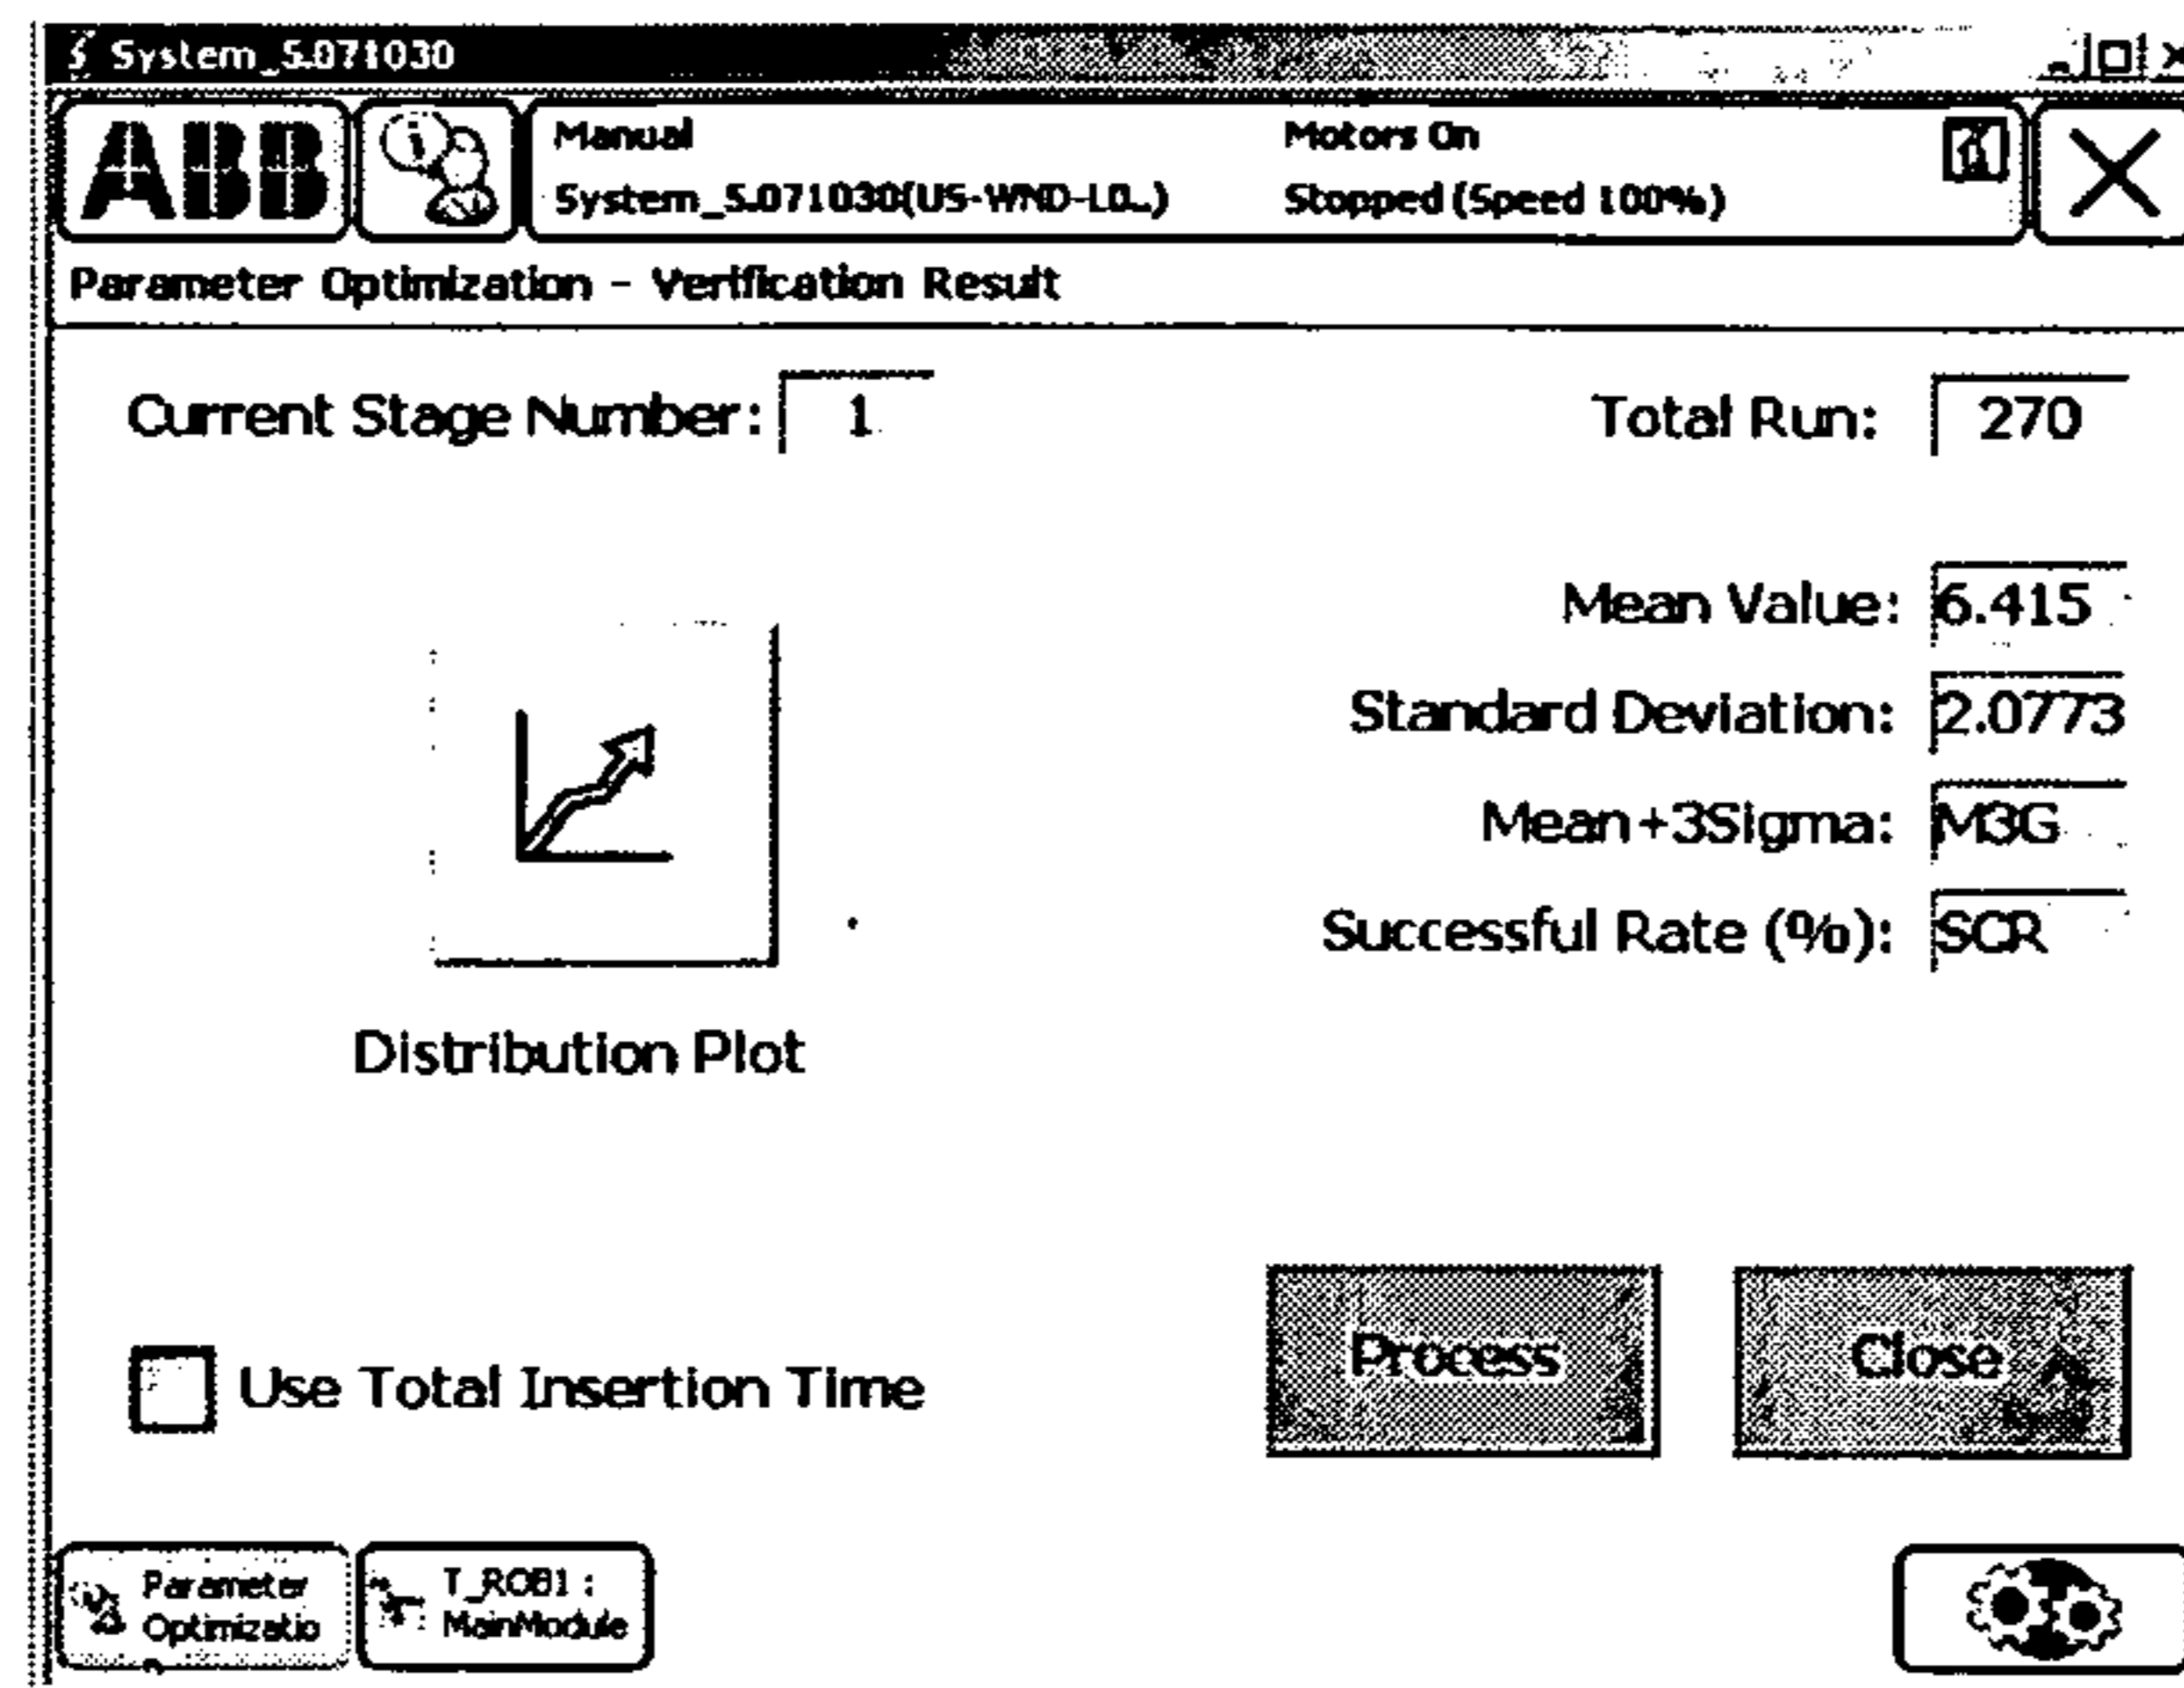 System_5.071030
ABB
Manual
Motors On
System_5.071030(US-WND-L0...)
Stopped (Speed 100%)
Parameter Optimization - Verification Result
Current Stage Number: 1
Total Run: 270
Mean Value: 6.415
Standard Deviation: 2.0773
Mean+3Sigma: M3G
Successful Rate (%): SCR
Distribution Plot
Use Total Insertion Time
Process
Close
Parameter
Optimizatio
T_ROB1 :
MainModule